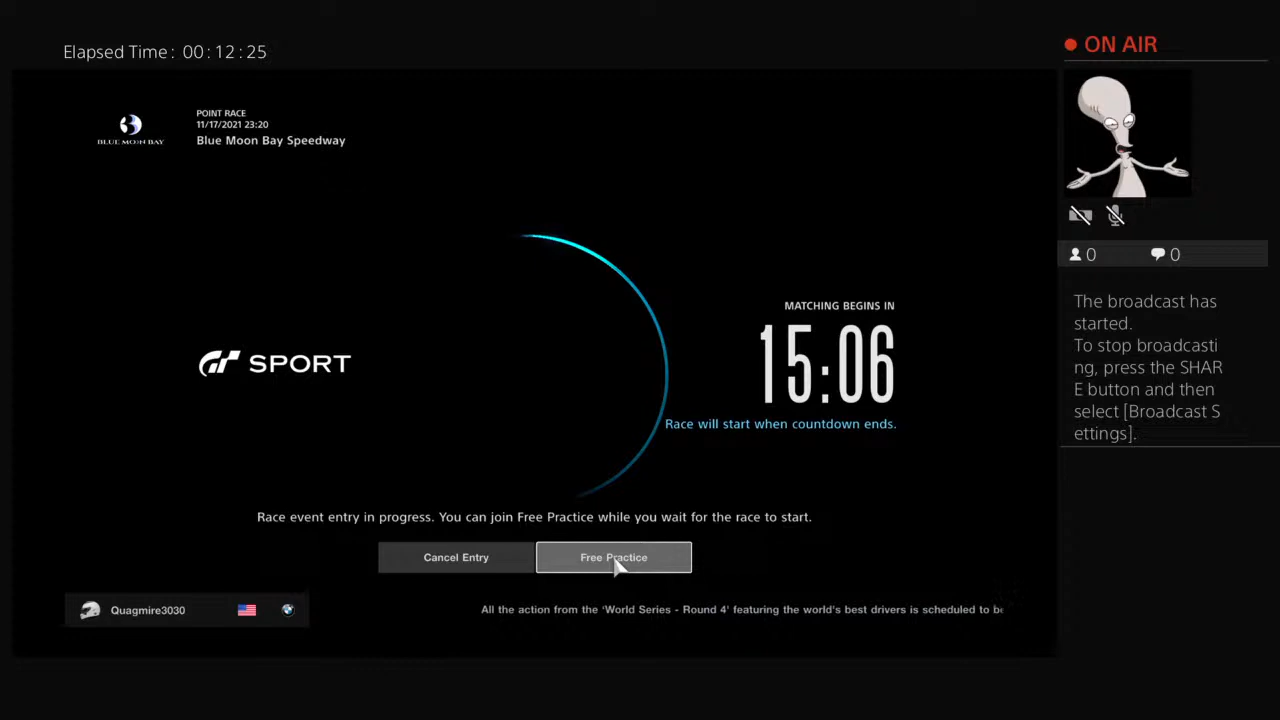 Elapsed Time: 00:12:25
ON AIR
POINT RACE
11/17/2021 23:20
Blue Moon Bay Speedway
BLUE MOON BAY
0
0
The broadcast has
started.
To stop broadcasti
ng, press the SHAR
E button and then
select [Broadcast S
ettings].
MATCHING BEGINS IN
15:06
Race will start when countdown ends.
GT SPORT
Race event entry in progress. You can join Free Practice while you wait for the race to start.
Cancel Entry
Free Practice
Quagmire3030
All the action from the 'World Series - Round 4' featuring the world's best drivers is scheduled to be